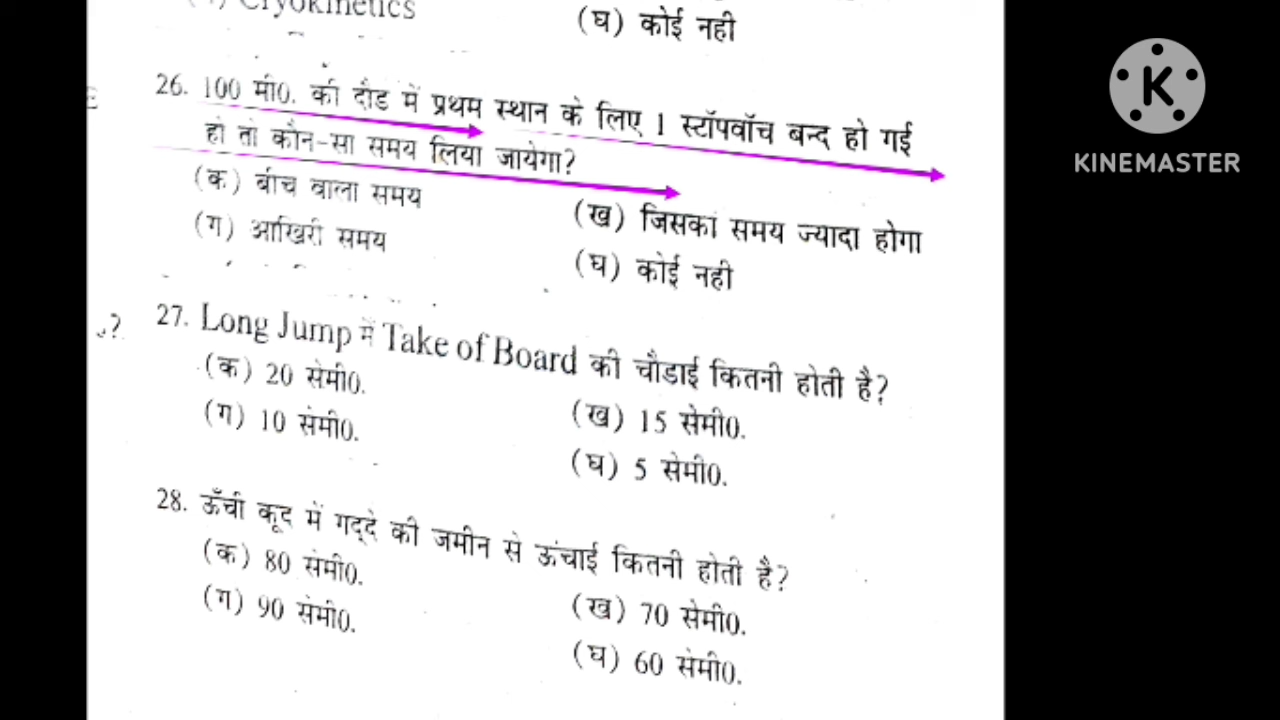 Cryokinetics
(घ) कोई नही
26. 100 मी0. की दौड में प्रथम स्थान के लिए 1 स्टॉपवॉच बन्द हो गई
हो तो कौन-सा समय लिया जायेगा?
(क) बीच वाला समय
(ख) जिसका समय ज्यादा होगा
(ग) आखिरी समय
(घ) कोई नही
27. Long Jump में Take of Board की चौडाई कितनी होती है?
(क) 20 सेमी0.
(ख) 15 सेमी0.
(ग) 10 सेमी0.
(घ) 5 सेमी0.
28. ऊँची कूद में गद्दे की जमीन से ऊंचाई कितनी होती है?
(क) 80 सेमी0.
(ख) 70 सेमी0.
(ग) 90 सेमी0.
(घ) 60 सेमी0.
KINEMASTER